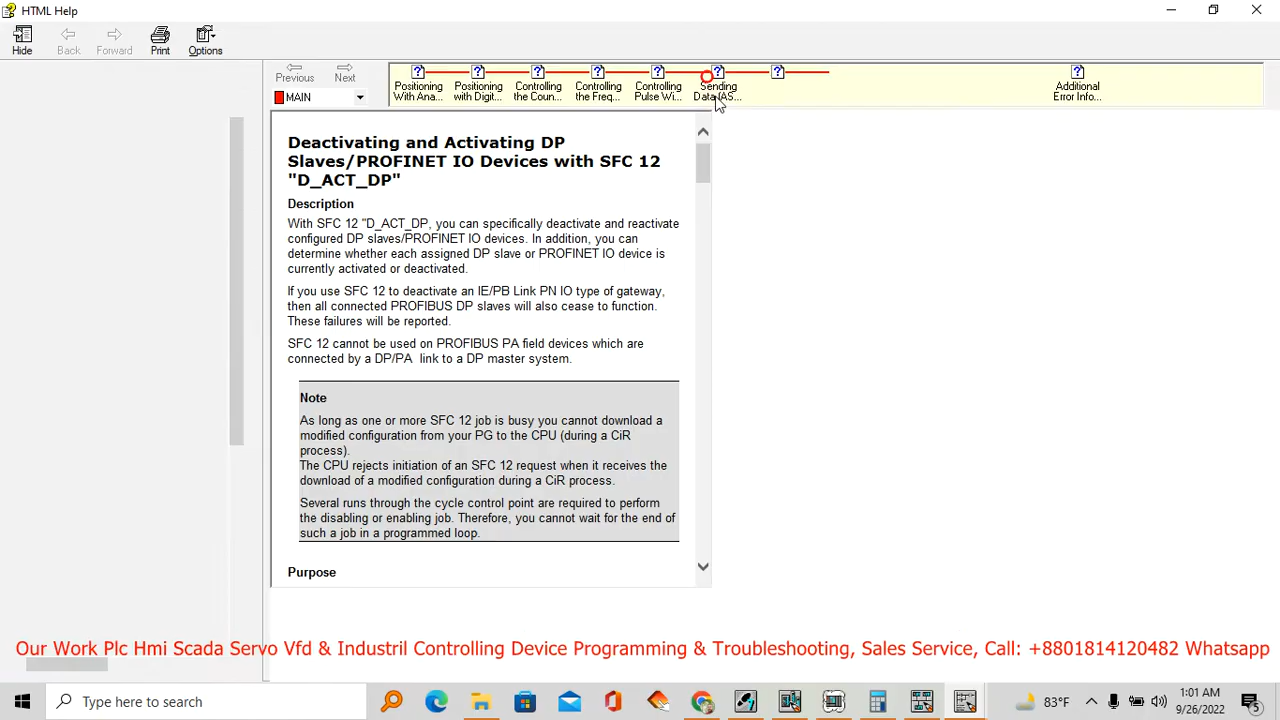 HTML Help
Hide Back Forward Print Options
Previous Next
MAIN
Positioning With Ana...
Positioning with Digit...
Controlling the Coun...
Controlling the Freq...
Controlling Pulse Wi...
Sending Data (AS...
Additional Error Info...
Deactivating and Activating DP
Slaves/PROFINET IO Devices with SFC 12
"D_ACT_DP"
Description
With SFC 12 "D_ACT_DP, you can specifically deactivate and reactivate
configured DP slaves/PROFINET IO devices. In addition, you can
determine whether each assigned DP slave or PROFINET IO device is
currently activated or deactivated.
If you use SFC 12 to deactivate an IE/PB Link PN IO type of gateway,
then all connected PROFIBUS DP slaves will also cease to function.
These failures will be reported.
SFC 12 cannot be used on PROFIBUS PA field devices which are
connected by a DP/PA link to a DP master system.
Note
As long as one or more SFC 12 job is busy you cannot download a
modified configuration from your PG to the CPU (during a CiR
process).
The CPU rejects initiation of an SFC 12 request when it receives the
download of a modified configuration during a CiR process.
Several runs through the cycle control point are required to perform
the disabling or enabling job. Therefore, you cannot wait for the end of
such a job in a programmed loop.
Purpose
Our Work Plc Hmi Scada Servo Vfd & Industril Controlling Device Programming & Troubleshooting, Sales Service, Call: +8801814120482 Whatsapp
Type here to search
83°F
1:01 AM
9/26/2022
5